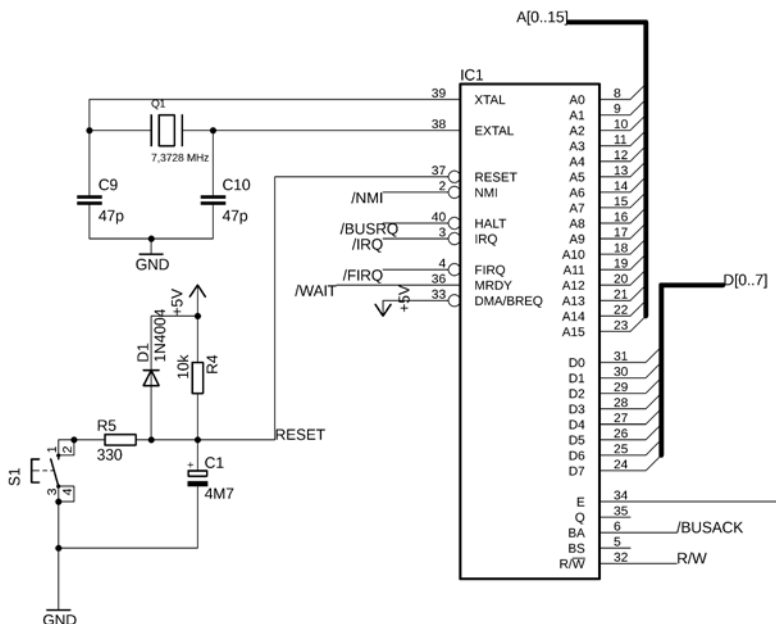 A[0..15]
IC1
39
XTAL
A0
8
A1
9
Q1
38
EXTAL
A2
10
A3
11
7,3728 MHz
A4
12
37
RESET
A5
13
/NMI
2
NMI
A6
14
A7
15
C9
47p
C10
47p
40
HALT
A8
16
/BUSRQ
/IRQ
3
IRQ
A9
17
A10
18
GND
/FIRQ
4
FIRQ
A11
19
/WAIT
36
MRDY
A12
20
+5V
33
DMA/BREQ
A13
21
A14
22
A15
23
D[0..7]
+5V
D1
1N4004
10k
R4
D0
31
D1
30
D2
29
D3
28
D4
27
D5
26
D6
25
D7
24
R5
330
RESET
S1
1
2
3
4
+
C1
4M7
E
34
Q
35
BA
6
/BUSACK
BS
5
R/W
32
R/W
GND